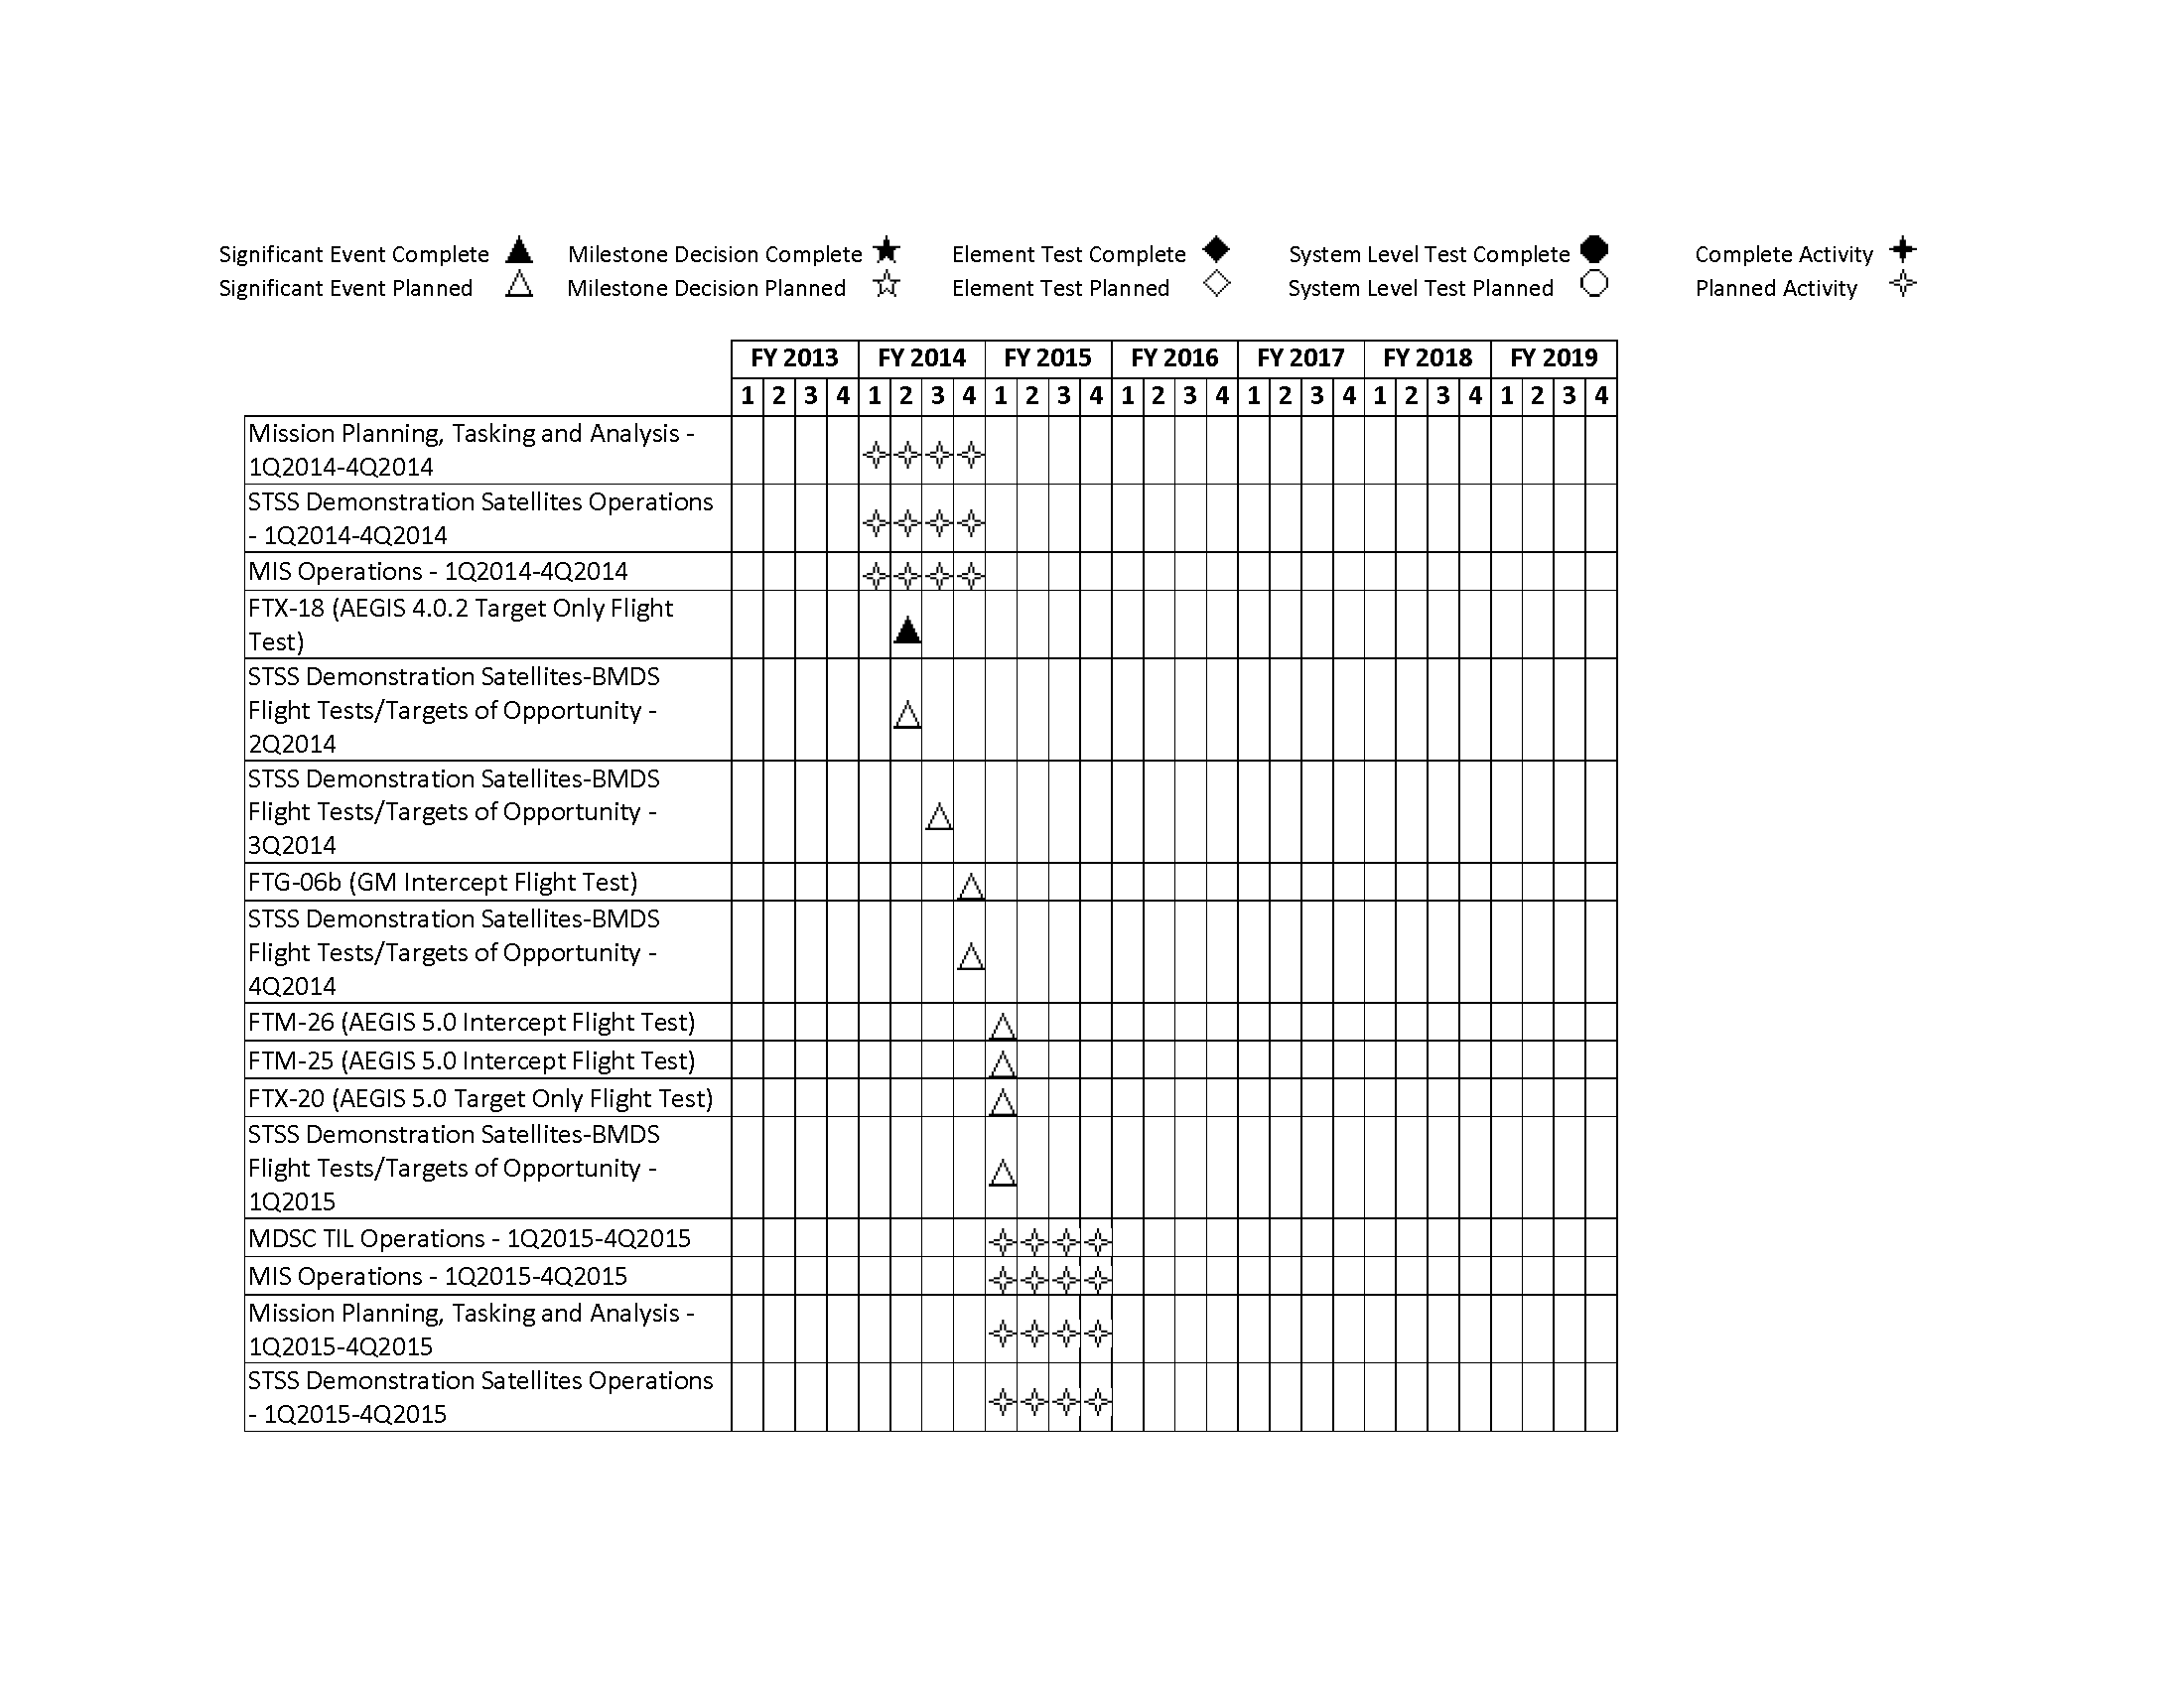 Significant Event Complete Milestone Decision Complete Element Test Complete System Level Test Complete Complete Activity
Significant Event Planned Milestone Decision Planned Element Test Planned System Level Test Planned Planned Activity
FY 2013 FY 2014 FY 2015 FY 2016 FY 2017 FY 2018 FY 2019
1 2 3 4 1 2 3 4 1 2 3 4 1 2 3 4 1 2 3 4 1 2 3 4 1 2 3 4
Mission Planning, Tasking and Analysis -
1Q2014-4Q2014
STSS Demonstration Satellites Operations
- 1Q2014-4Q2014
MIS Operations - 1Q2014-4Q2014
FTX-18 (AEGIS 4.0.2 Target Only Flight
Test)
STSS Demonstration Satellites-BMDS
Flight Tests/Targets of Opportunity -
2Q2014
STSS Demonstration Satellites-BMDS
Flight Tests/Targets of Opportunity -
3Q2014
FTG-06b (GM Intercept Flight Test)
STSS Demonstration Satellites-BMDS
Flight Tests/Targets of Opportunity -
4Q2014
FTM-26 (AEGIS 5.0 Intercept Flight Test)
FTM-25 (AEGIS 5.0 Intercept Flight Test)
FTX-20 (AEGIS 5.0 Target Only Flight Test)
STSS Demonstration Satellites-BMDS
Flight Tests/Targets of Opportunity -
1Q2015
MDSC TIL Operations - 1Q2015-4Q2015
MIS Operations - 1Q2015-4Q2015
Mission Planning, Tasking and Analysis -
1Q2015-4Q2015
STSS Demonstration Satellites Operations
- 1Q2015-4Q2015